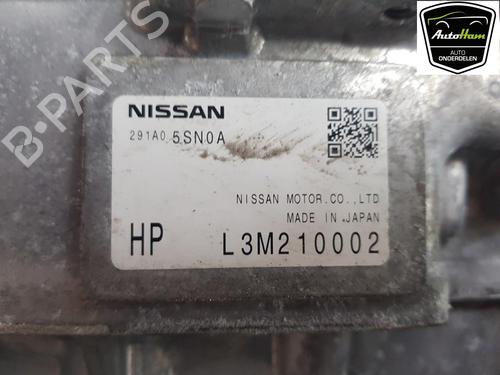 AutoHam
AUTO
ONDERDELEN
B-PARTS
NISSAN
291A0 5SN0A
NISSAN MOTOR.CO.,LTD
MADE IN JAPAN
HP L3M210002